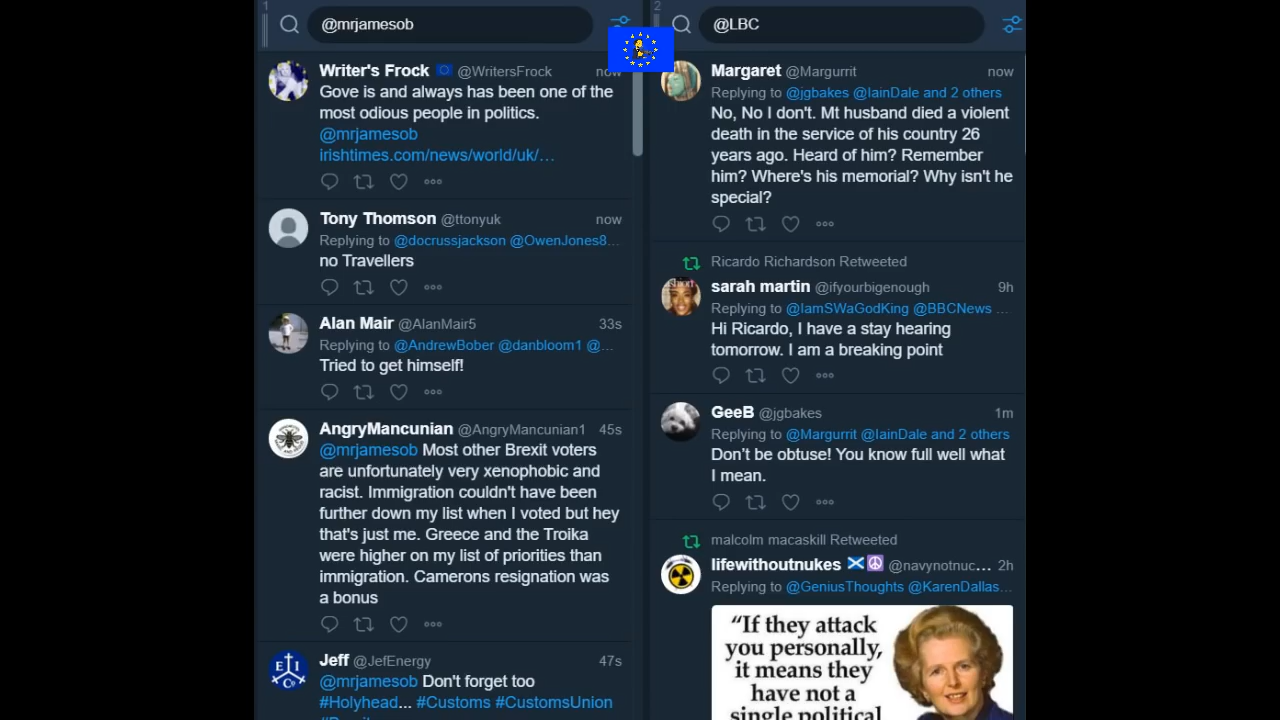 1
@mrjamesob
Writer's Frock @WritersFrock now
Gove is and always has been one of the
most odious people in politics.
@mrjamesob
irishtimes.com/news/world/uk/…
Tony Thomson @ttonyuk now
Replying to @docrussjackson @OwenJones8...
no Travellers
Alan Mair @AlanMair5 33s
Replying to @AndrewBober @danbloom1 @...
Tried to get himself!
AngryMancunian @AngryMancunian1 45s
@mrjamesob Most other Brexit voters
are unfortunately very xenophobic and
racist. Immigration couldn't have been
further down my list when I voted but hey
that's just me. Greece and the Troika
were higher on my list of priorities than
immigration. Camerons resignation was
a bonus
Jeff @JefEnergy 47s
@mrjamesob Don't forget too
#Holyhead... #Customs #CustomsUnion
2
@LBC
Margaret @Margurrit now
Replying to @jgbakes @IainDale and 2 others
No, No I don't. Mt husband died a violent
death in the service of his country 26
years ago. Heard of him? Remember
him? Where's his memorial? Why isn't he
special?
Ricardo Richardson Retweeted
sarah martin @ifyourbigenough 9h
Replying to @IamSWaGodKing @BBCNews ...
Hi Ricardo, I have a stay hearing
tomorrow. I am a breaking point
GeeB @jgbakes 1m
Replying to @Margurrit @IainDale and 2 others
Don't be obtuse! You know full well what
I mean.
malcolm macaskill Retweeted
lifewithoutnukes @navynotnuc... 2h
Replying to @GeniusThoughts @KarenDallas...
“If they attack
you personally,
it means they
have not a
single political